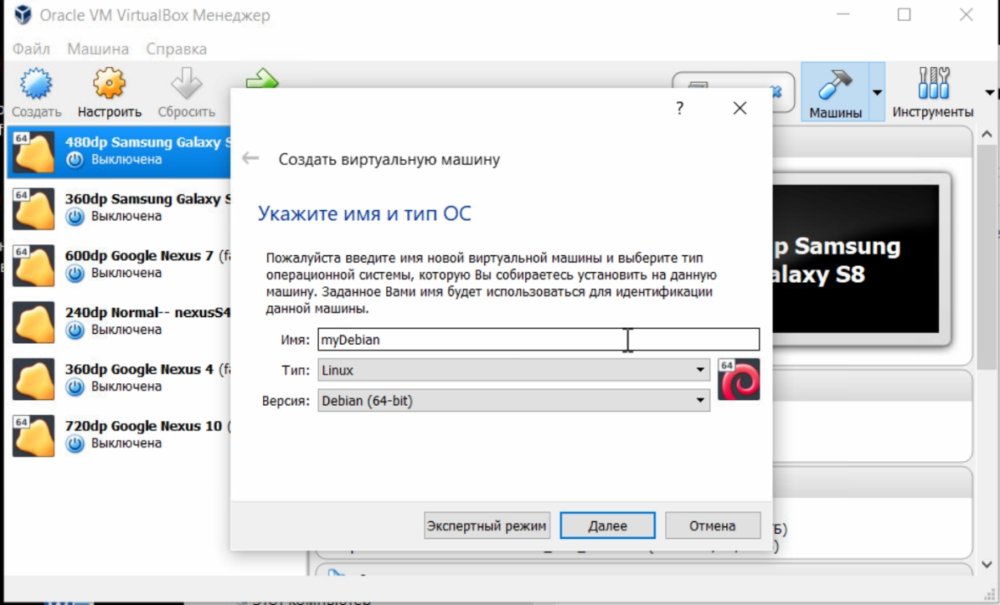 Oracle VM VirtualBox Менеджер
Файл Машина Справка
Создать Настроить Сбросить
Машины Инструменты
64
480dp Samsung Galaxy S
Выключена
64
360dp Samsung Galaxy S
Выключена
64
600dp Google Nexus 7
Выключена
240dp Normal-- nexusS4
Выключена
360dp Google Nexus 4
Выключена
64
720dp Google Nexus 10 (
Выключена
?
Создать виртуальную машину
Укажите имя и тип ОС
Пожалуйста введите имя новой виртуальной машины и выберите тип
операционной системы, которую Вы собираетесь установить на данную
машину. Заданное Вами имя будет использоваться для идентификации
данной машины.
Имя: myDebian
Тип: Linux
64
Версия: Debian (64-bit)
Экспертный режим Далее Отмена
p Samsung
alaxy S8